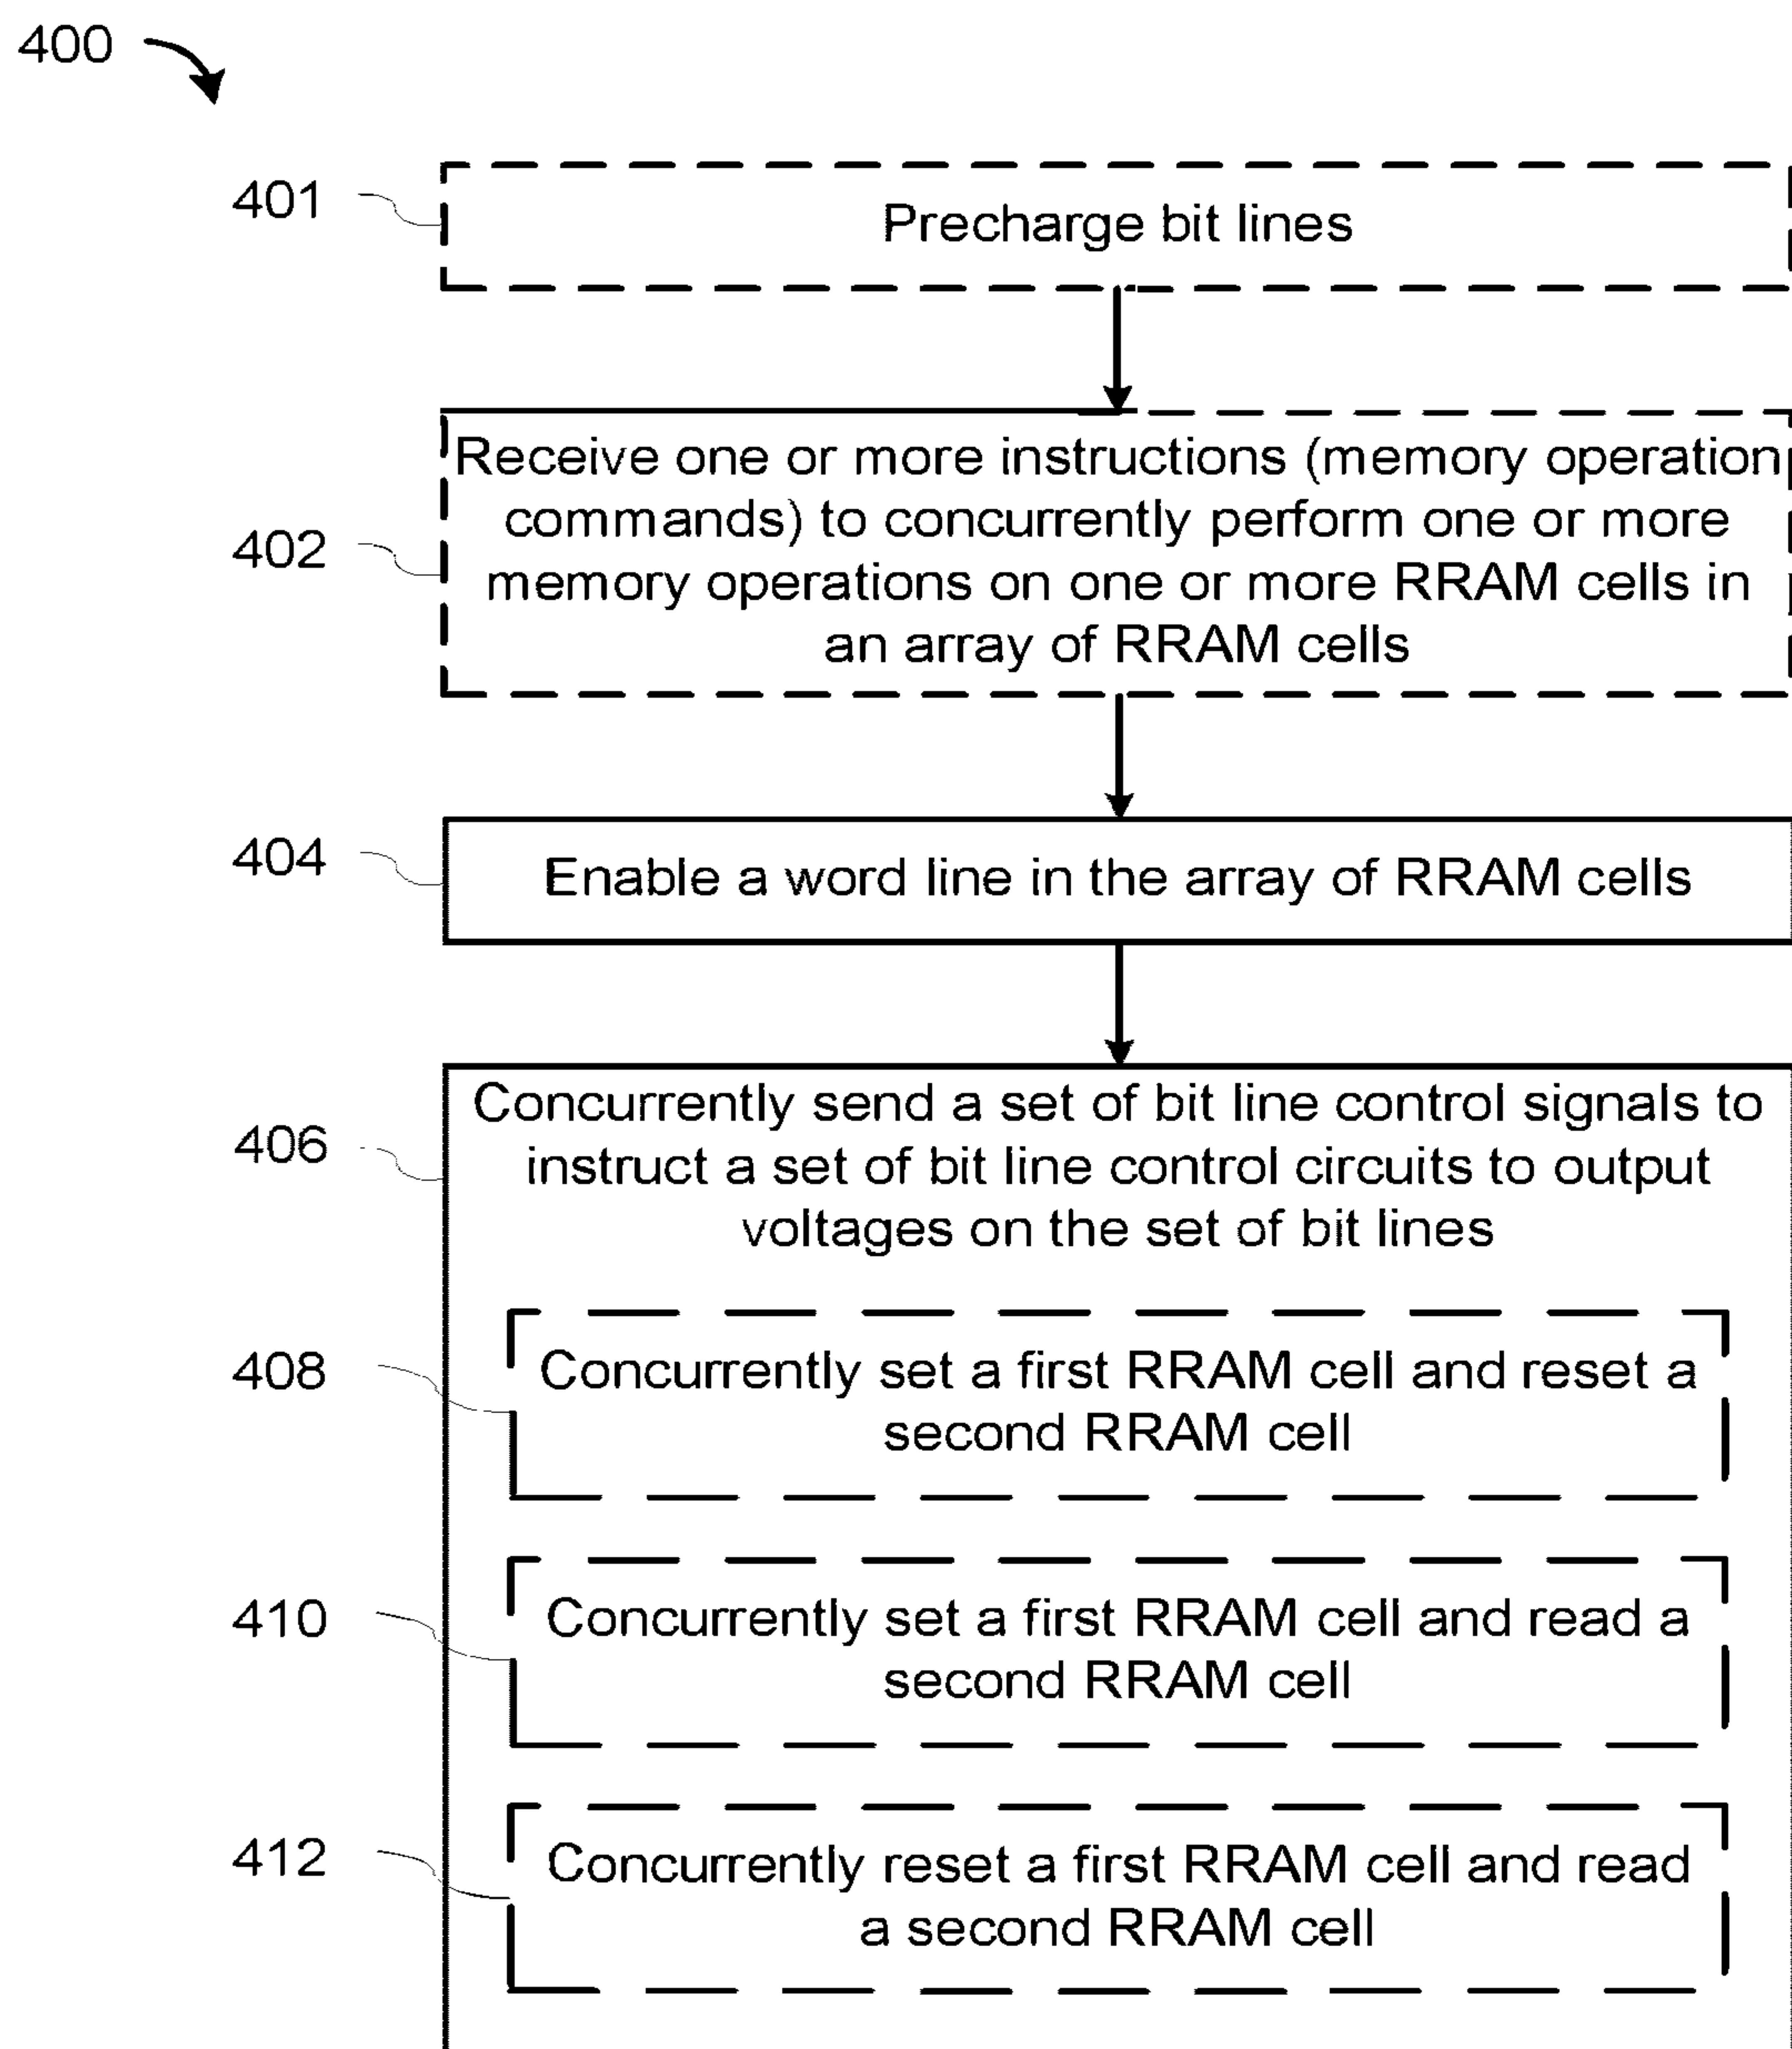 400
401
Precharge bit lines
402
Receive one or more instructions (memory operation
commands) to concurrently perform one or more
memory operations on one or more RRAM cells in
an array of RRAM cells
404
Enable a word line in the array of RRAM cells
406
Concurrently send a set of bit line control signals to
instruct a set of bit line control circuits to output
voltages on the set of bit lines
408
Concurrently set a first RRAM cell and reset a
second RRAM cell
410
Concurrently set a first RRAM cell and read a
second RRAM cell
412
Concurrently reset a first RRAM cell and read
a second RRAM cell